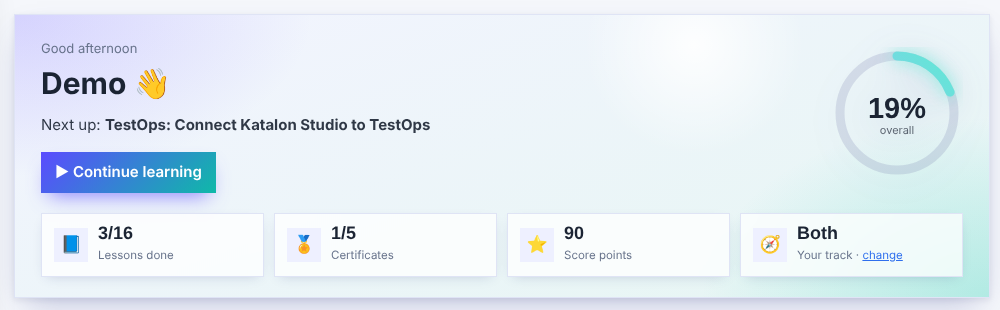 Good afternoon
Demo 👋
Next up: TestOps: Connect Katalon Studio to TestOps
▶ Continue learning
19%
overall
3/16
Lessons done
1/5
Certificates
90
Score points
Both
Your track · change